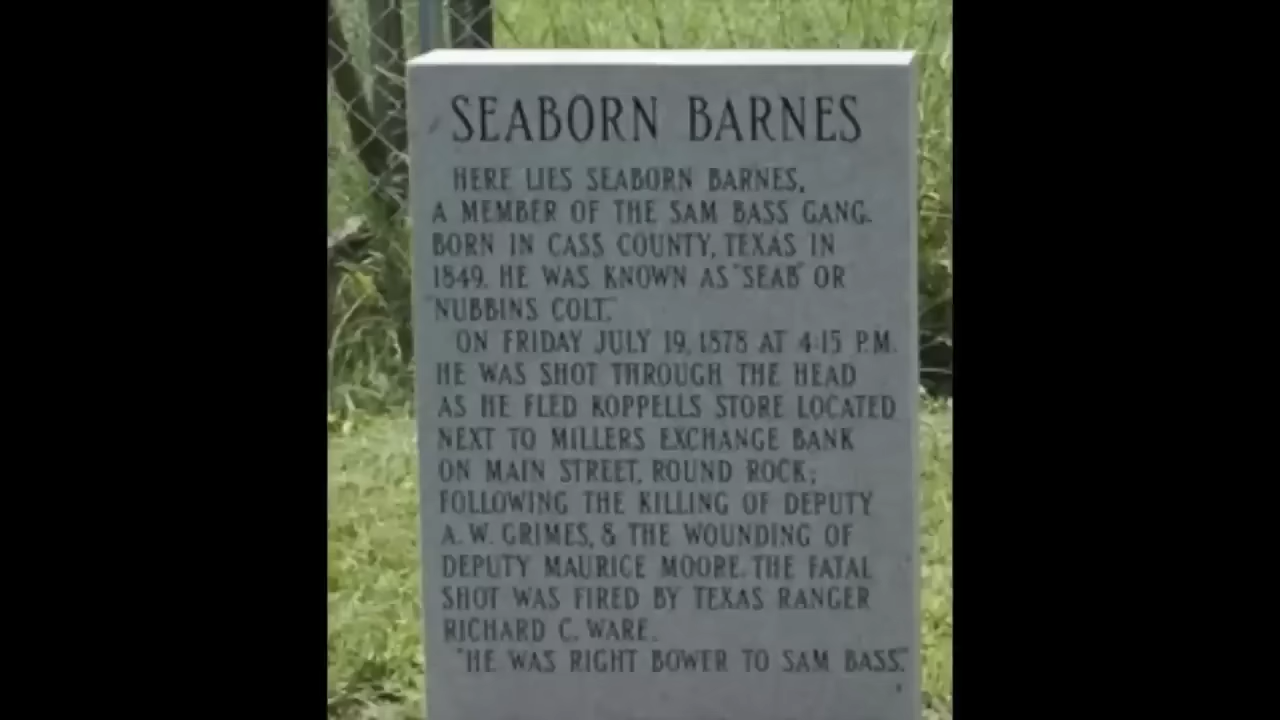 SEABORN BARNES
HERE LIES SEABORN BARNES,
A MEMBER OF THE SAM BASS GANG.
BORN IN CASS COUNTY, TEXAS IN
1849. HE WAS KNOWN AS "SEAB" OR
"NUBBINS COLT."
ON FRIDAY JULY 19, 1878 AT 4:15 P.M.
HE WAS SHOT THROUGH THE HEAD
AS HE FLED KOPPELLS STORE LOCATED
NEXT TO MILLERS EXCHANGE BANK
ON MAIN STREET, ROUND ROCK;
FOLLOWING THE KILLING OF DEPUTY
A. W. GRIMES, & THE WOUNDING OF
DEPUTY MAURICE MOORE. THE FATAL
SHOT WAS FIRED BY TEXAS RANGER
RICHARD C. WARE.
"HE WAS RIGHT BOWER TO SAM BASS."